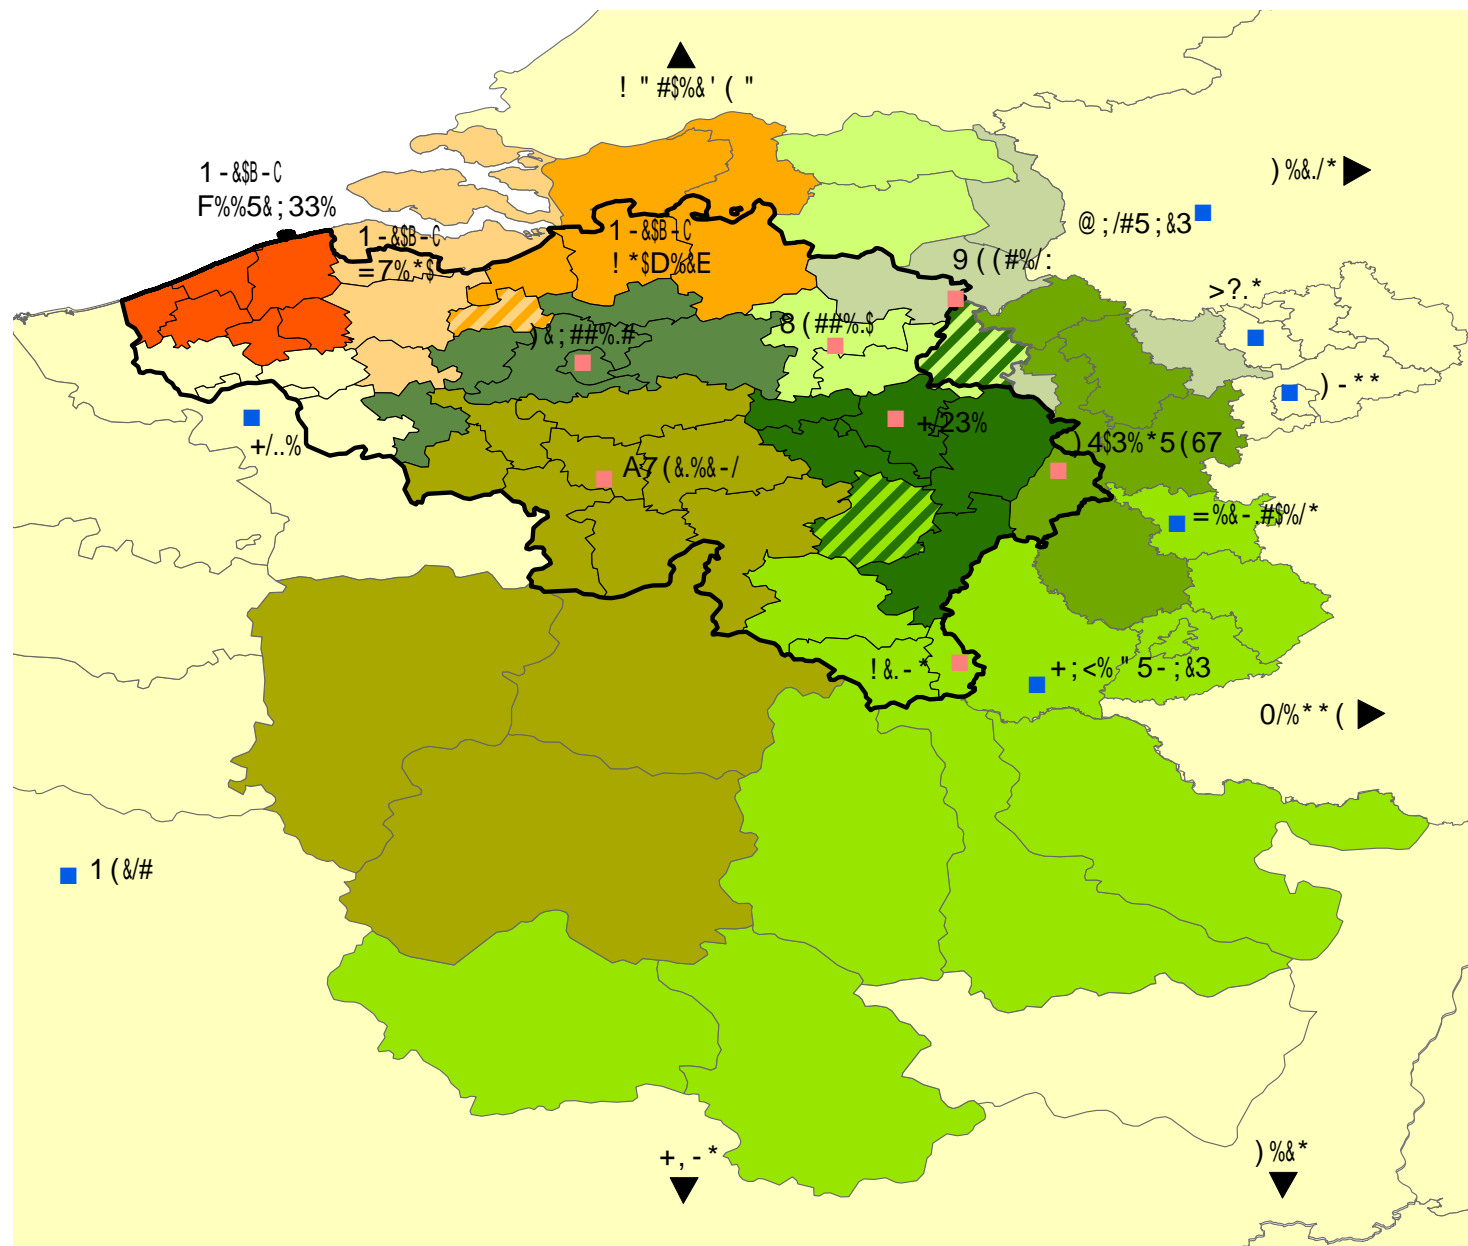 ! "#$%&'( "
1-&$B-C
F%%5&;33%
)%&./*
@;/#5;&3
1-&$B-C
=7%*$
1-&$B-C
!*$D%&E
9((#%/:
>?.*
8(##%.$
)&;##%.#
)-**
+/23%
+/..%
)4$3%*5(67
A7(&.%&-/
=%&-.#$%/*
!&.-*
+;<%"5-;&3
0/%**(
1(&/#
+,-*
)%&*